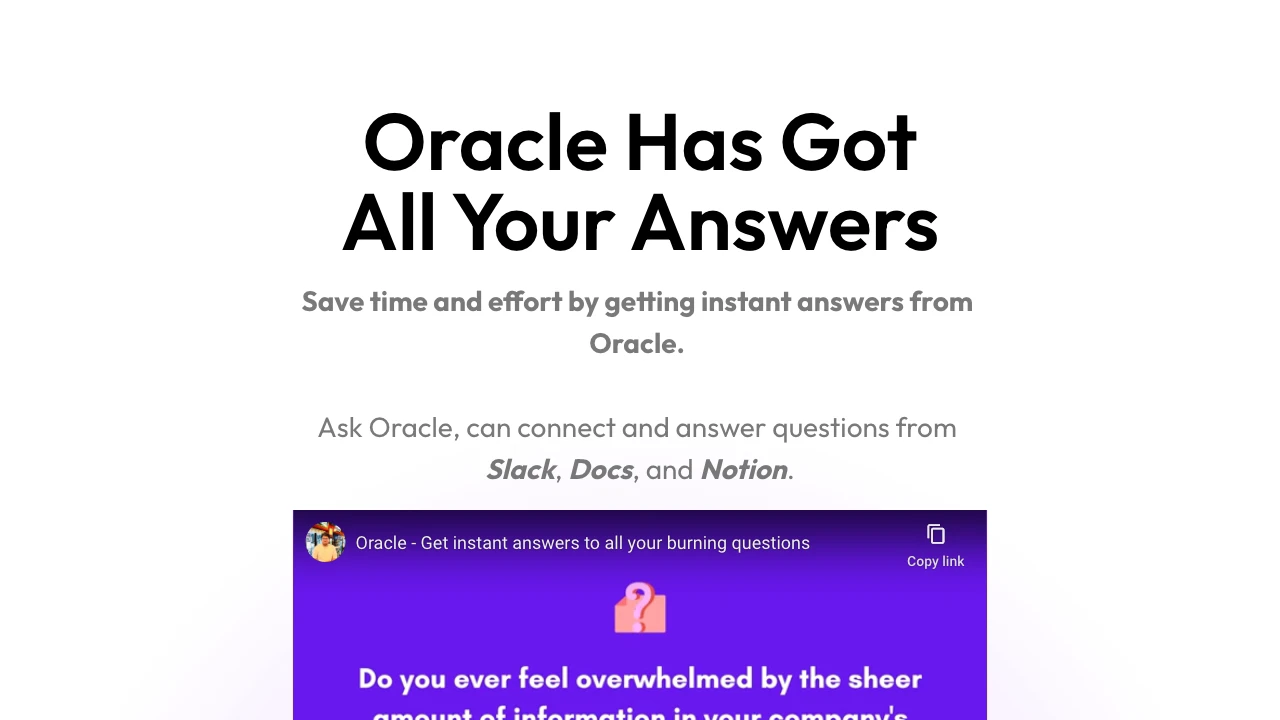 Oracle Has Got
All Your Answers
Save time and effort by getting instant answers from
Oracle.
Ask Oracle, can connect and answer questions from
Slack, Docs, and Notion.
Oracle - Get instant answers to all your burning questions
Copy link
Do you ever feel overwhelmed by the sheer
amount of information in your company's